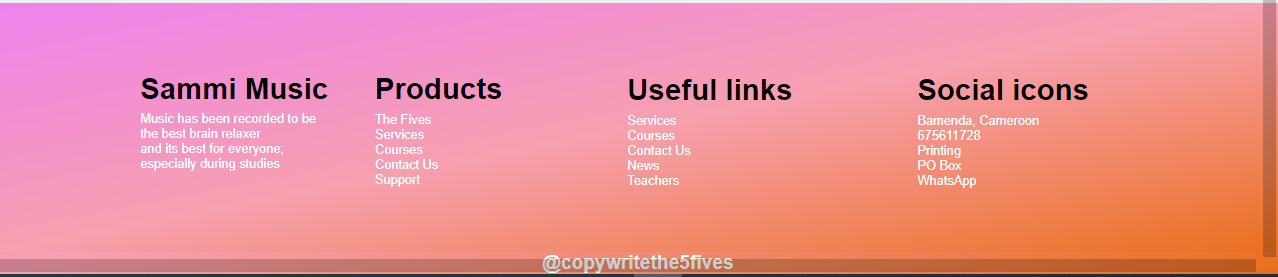 Sammi Music
Music has been recorded to be
the best brain relaxer
and its best for everyone;
especially during studies
Products
The Fives
Services
Courses
Contact Us
Support
Useful links
Services
Courses
Contact Us
News
Teachers
Social icons
Bamenda, Cameroon
675611728
Printing
PO Box
WhatsApp
@copywritethe5fives